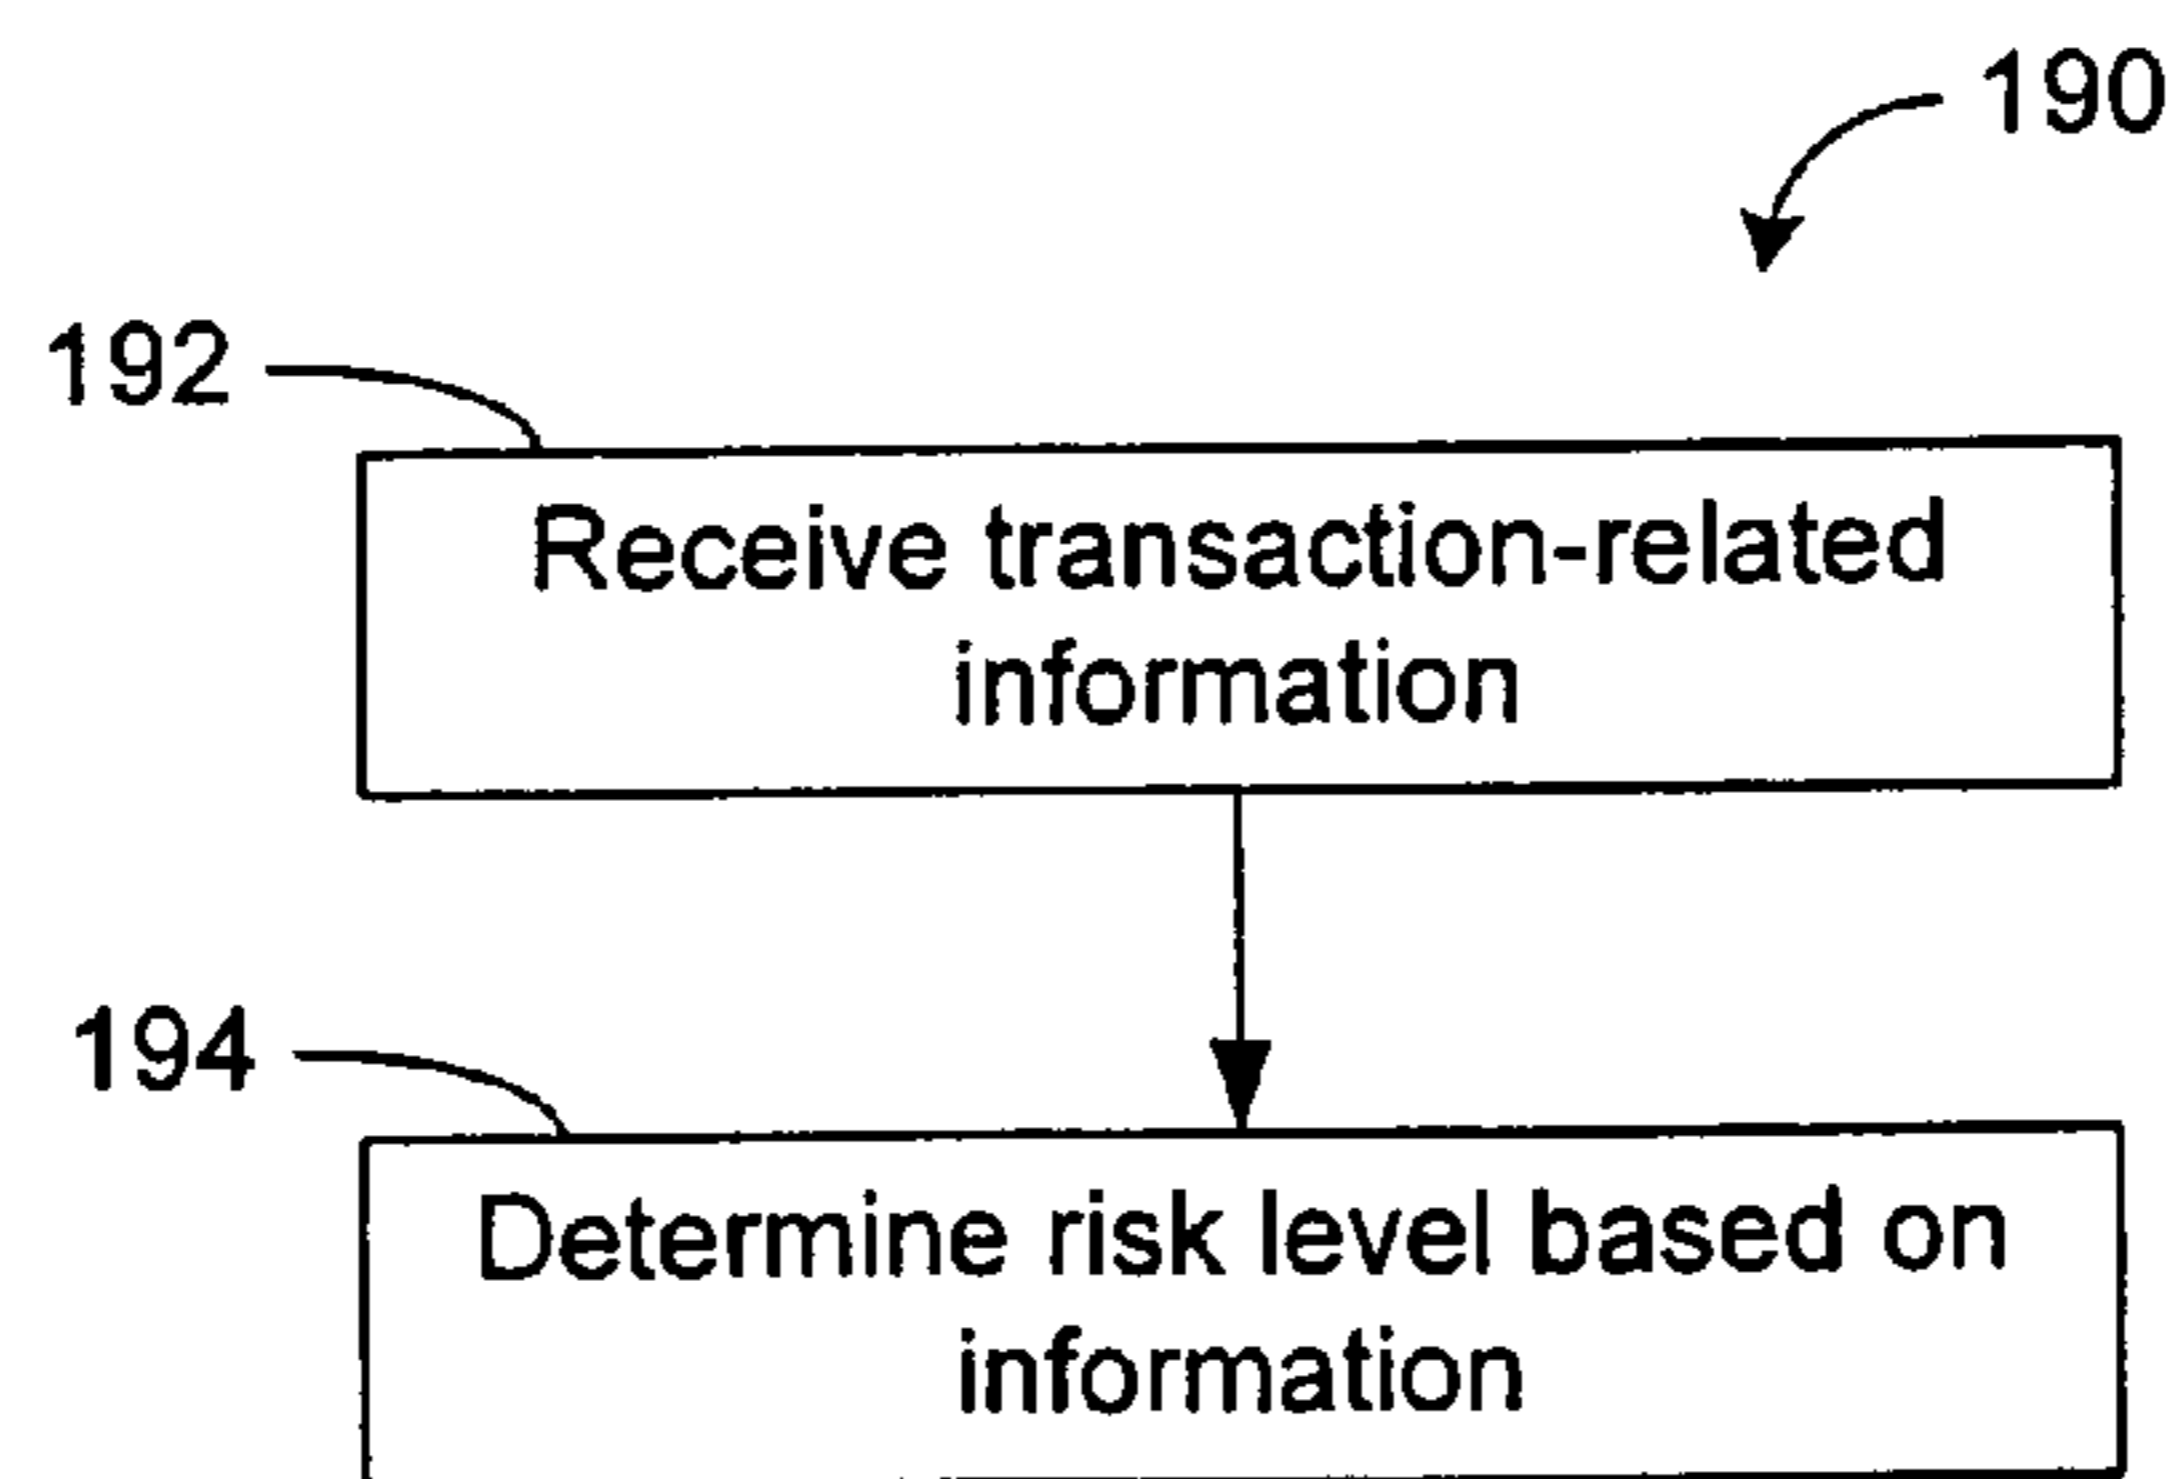 190
192
Receive transaction-related
information
194
Determine risk level based on
information